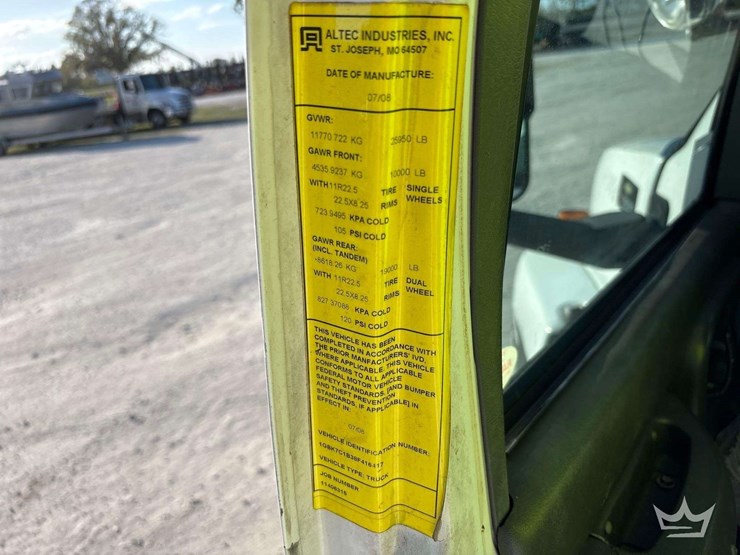 ALTEC INDUSTRIES, INC.
ST. JOSEPH, MO 64507
DATE OF MANUFACTURE:
07/08
GVWR:
11770.722 KG 25950 LB
GAWR FRONT:
4535.9237 KG 10000 LB
WITH 11R22.5 TIRE SINGLE
22.5X8.25 RIMS WHEELS
723.9495 KPA COLD
105 PSI COLD
GAWR REAR:
(INCL. TANDEM)
-8618.26 KG 19000 LB
WITH 11R22.5 TIRE DUAL
22.5X8.25 RIMS WHEEL
827.37088 KPA COLD
120 PSI COLD
THIS VEHICLE HAS BEEN
COMPLETED IN ACCORDANCE WITH
THE PRIOR MANFACTURERS' IVD,
WHERE APPLICABLE. THIS VEHICLE
CONFORMS TO ALL APPLICABLE
FEDERAL MOTOR VEHICLE
SAFETY STANDARDS, [AND BUMPER
AND THEFT PREVENTION
STANDARDS, IF APPLICABLE] IN
EFFECT IN:
07/08
VEHICLE IDENTIFICATION NUMBER:
VEHICLE TYPE: TRUCK
JOB NUMBER